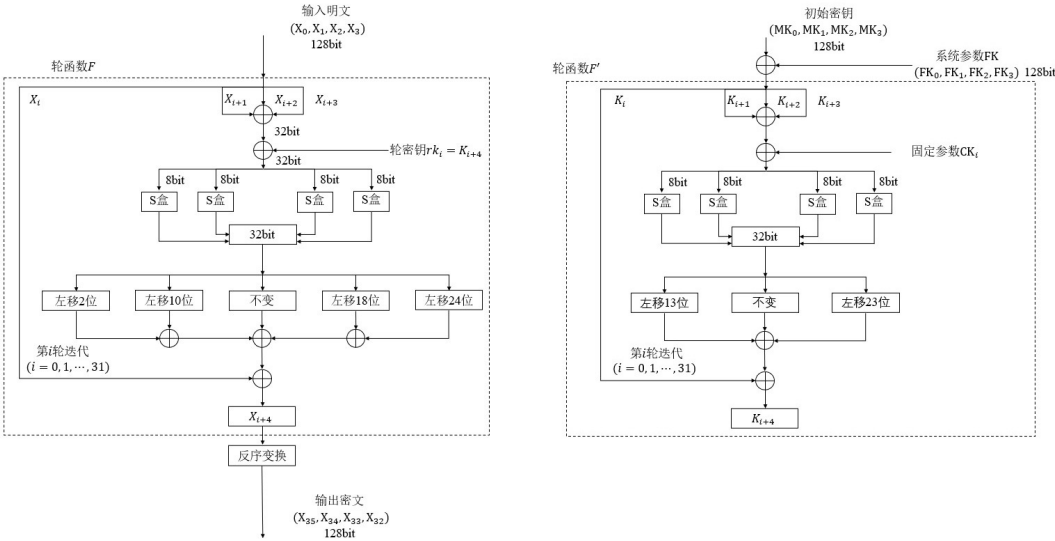 输入明文
(X₀, X₁, X₂, X₃)
128bit
轮函数F
Xᵢ
Xᵢ₊₁
Xᵢ₊₂
Xᵢ₊₃
32bit
轮密钥rkᵢ = Kᵢ₊₄
32bit
8bit
8bit
8bit
8bit
S盒
S盒
S盒
S盒
32bit
左移2位
左移10位
不变
左移18位
左移24位
第i轮迭代
(i = 0, 1, ⋯, 31)
Xᵢ₊₄
反序变换
输出密文
(X₃₅, X₃₄, X₃₃, X₃₂)
128bit
初始密钥
(MK₀, MK₁, MK₂, MK₃)
128bit
系统参数FK
(FK₀, FK₁, FK₂, FK₃) 128bit
轮函数F′
Kᵢ
Kᵢ₊₁
Kᵢ₊₂
Kᵢ₊₃
固定参数CKᵢ
8bit
8bit
8bit
8bit
S盒
S盒
S盒
S盒
32bit
左移13位
不变
左移23位
第i轮迭代
(i = 0, 1, ⋯, 31)
Kᵢ₊₄